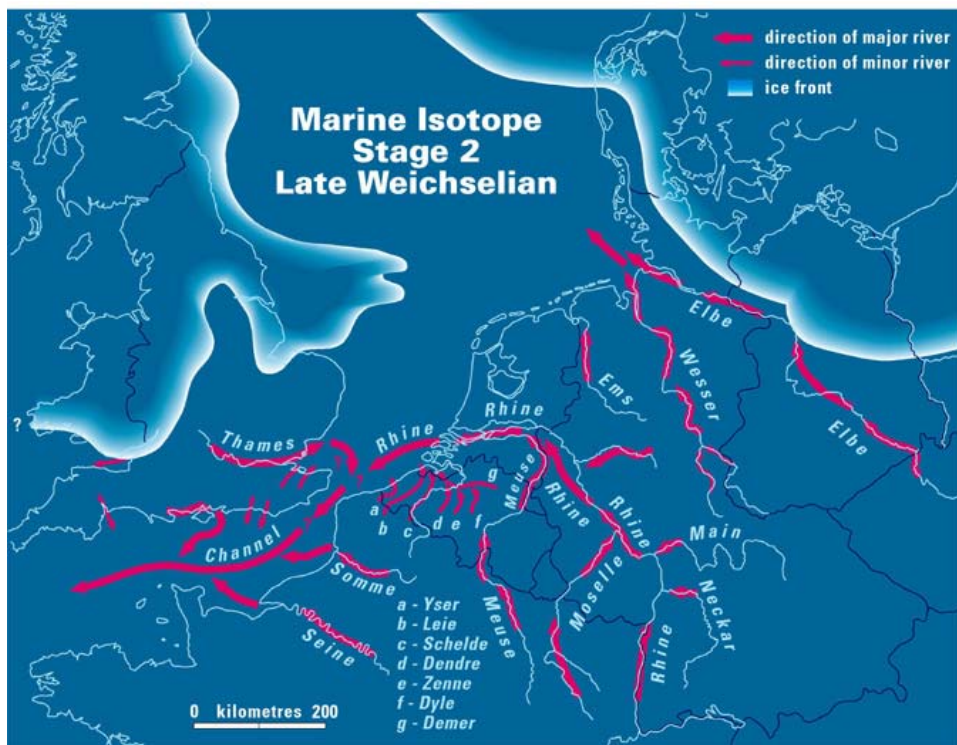 direction of major river
direction of minor river
ice front
Marine Isotope
Stage 2
Late Weichselian
Elbe
Wesser
Ems
Elbe
Rhine
Rhine
Thames
Meuse
Rhine
Rhine
Main
Channel
Somme
Moselle
Neckar
Meuse
Rhine
Seine
?
a
b
c
d e f
g
a - Yser
b - Leie
c - Schelde
d - Dendre
e - Zenne
f - Dyle
g - Demer
0 kilometres 200